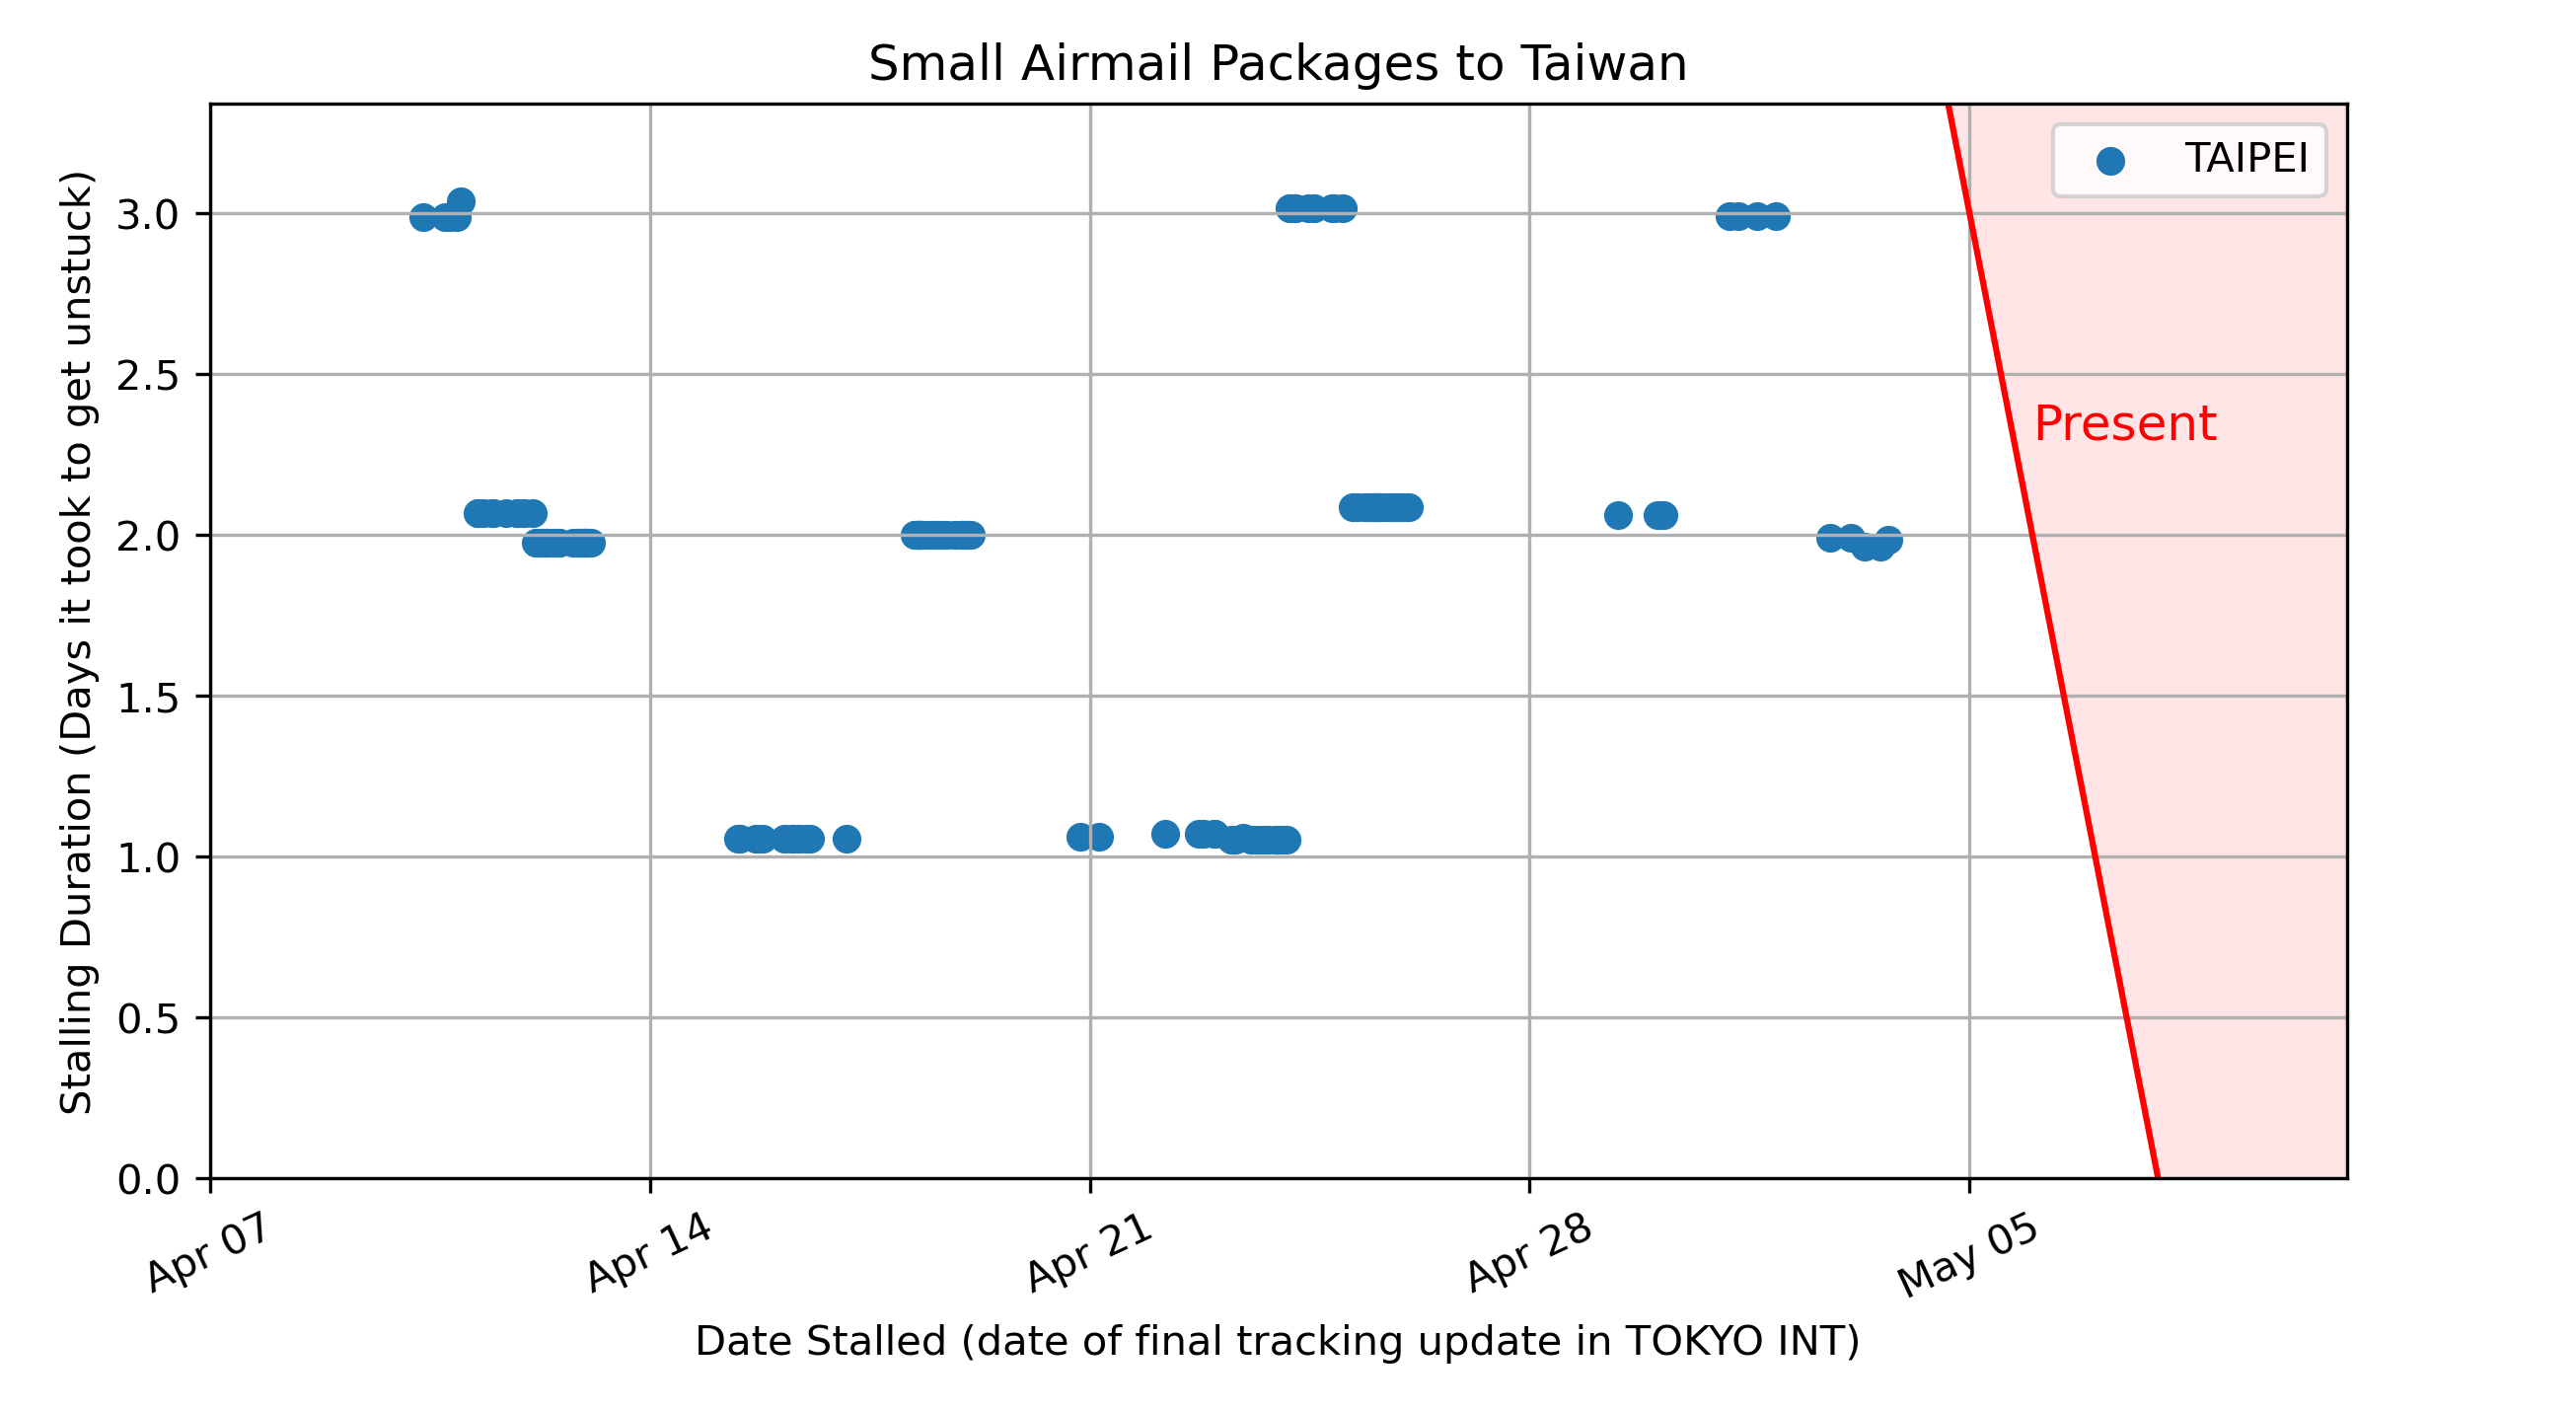 Small Airmail Packages to Taiwan
Stalling Duration (Days it took to get unstuck)
3.0
2.5
2.0
1.5
1.0
0.5
0.0
TAIPEI
Present
Apr 07
Apr 14
Apr 21
Apr 28
May 05
Date Stalled (date of final tracking update in TOKYO INT)